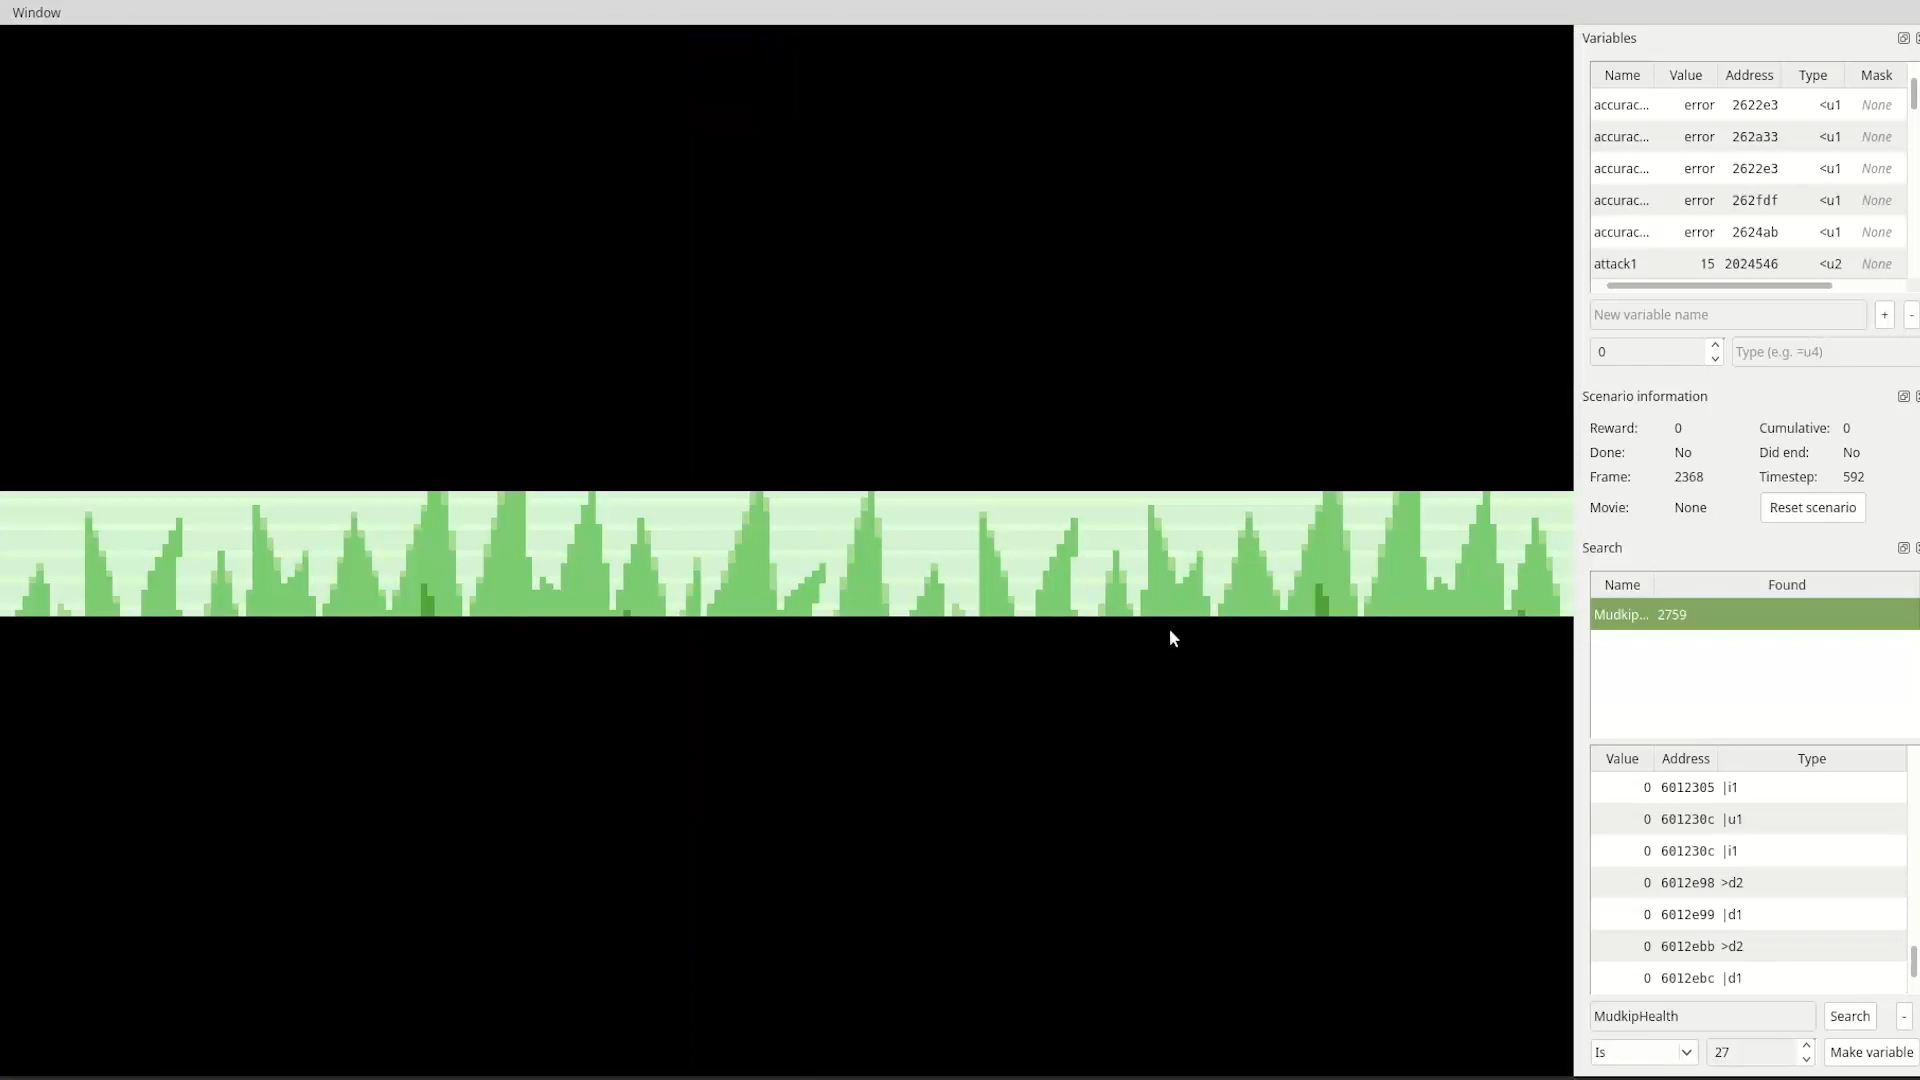 Window
Variables
Name Value Address Type Mask
accurac... error 2622e3 <u1 None
accurac... error 262a33 <u1 None
accurac... error 2622e3 <u1 None
accurac... error 262fdf <u1 None
accurac... error 2624ab <u1 None
attack1 15 2024546 <u2 None
New variable name + -
0 Type (e.g. =u4)
Scenario information
Reward: 0 Cumulative: 0
Done: No Did end: No
Frame: 2368 Timestep: 592
Movie: None Reset scenario
Search
Name Found
Mudkip... 2759
Value Address Type
0 6012305 |i1
0 601230c |u1
0 601230c |i1
0 6012e98 >d2
0 6012e99 |d1
0 6012ebb >d2
0 6012ebc |d1
MudkipHealth Search -
Is 27 Make variable